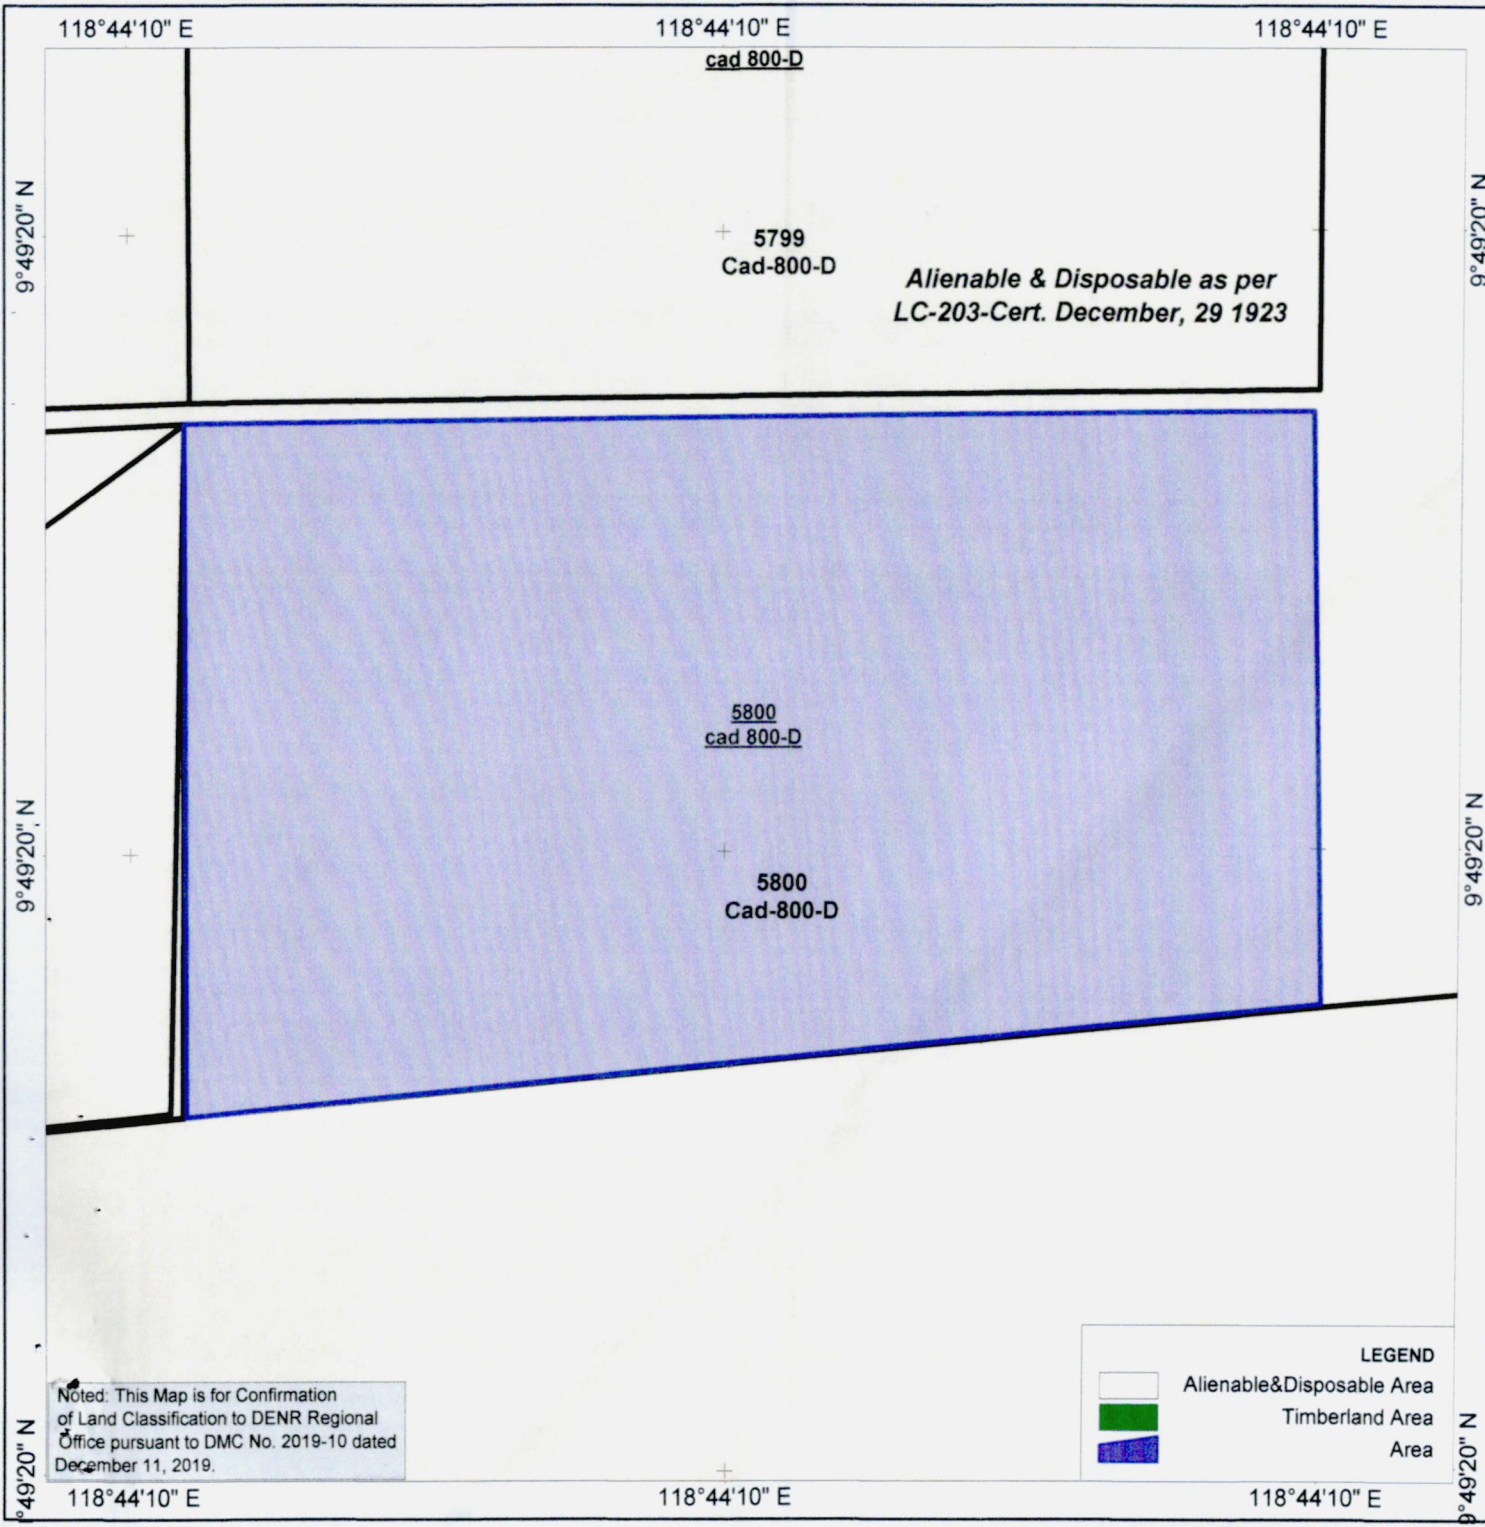 118°44'10" E 118°44'10" E 118°44'10" E
cad 800-D
9°49'20" N
9°49'20" N
5799
Cad-800-D
Alienable & Disposable as per
LC-203-Cert. December, 29 1923
5800
cad 800-D
9°49'20" N
9°49'20" N
5800
Cad-800-D
LEGEND
Alienable&Disposable Area
Timberland Area
Area
Noted: This Map is for Confirmation
of Land Classification to DENR Regional
Office pursuant to DMC No. 2019-10 dated
December 11, 2019.
°49'20" N
9°49'20" N
118°44'10" E 118°44'10" E 118°44'10" E